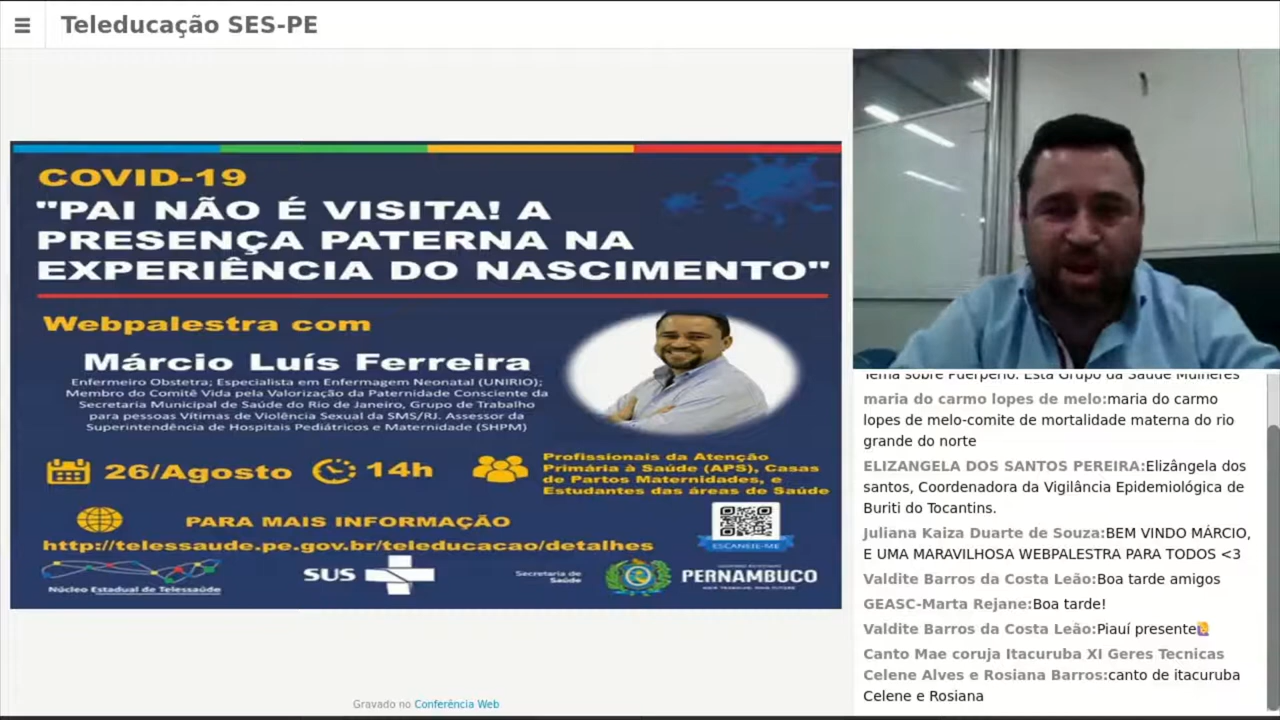 Teleducação SES-PE
COVID-19
"PAI NÃO É VISITA! A
PRESENÇA PATERNA NA
EXPERIÊNCIA DO NASCIMENTO"
Webpalestra com
Márcio Luís Ferreira
Enfermeiro Obstetra; Especialista em Enfermagem Neonatal (UNIRIO);
Membro do Comitê Vida pela Valorização da Paternidade Consciente da
Secretaria Municipal de Saúde do Rio de Janeiro, Grupo de Trabalho
para pessoas Vítimas de Violência Sexual da SMS/RJ. Assessor da
Superintendência de Hospitais Pediátricos e Maternidade (SHPM)
26/Agosto
14h
Profissionais da Atenção
Primária à Saúde (APS), Casas
de Partos Maternidades, e
Estudantes das áreas de Saúde
PARA MAIS INFORMAÇÃO
http://telessaude.pe.gov.br/teleducacao/detalhes
ESCANEIE-ME
Núcleo Estadual de Telessaúde
SUS
Secretaria de
Saúde
PERNAMBUCO
Gravado no Conferência Web
Tema sobre Puerpério. Esta Grupo da Saúde Mulheres
maria do carmo lopes de melo:maria do carmo
lopes de melo-comite de mortalidade materna do rio
grande do norte
ELIZANGELA DOS SANTOS PEREIRA:Elizângela dos
santos, Coordenadora da Vigilância Epidemiológica de
Buriti do Tocantins.
Juliana Kaiza Duarte de Souza:BEM VINDO MÁRCIO,
E UMA MARAVILHOSA WEBPALESTRA PARA TODOS <3
Valdite Barros da Costa Leão:Boa tarde amigos
GEASC-Marta Rejane:Boa tarde!
Valdite Barros da Costa Leão:Piauí presente🙋
Canto Mae coruja Itacuruba XI Geres Tecnicas
Celene Alves e Rosiana Barros:canto de itacuruba
Celene e Rosiana